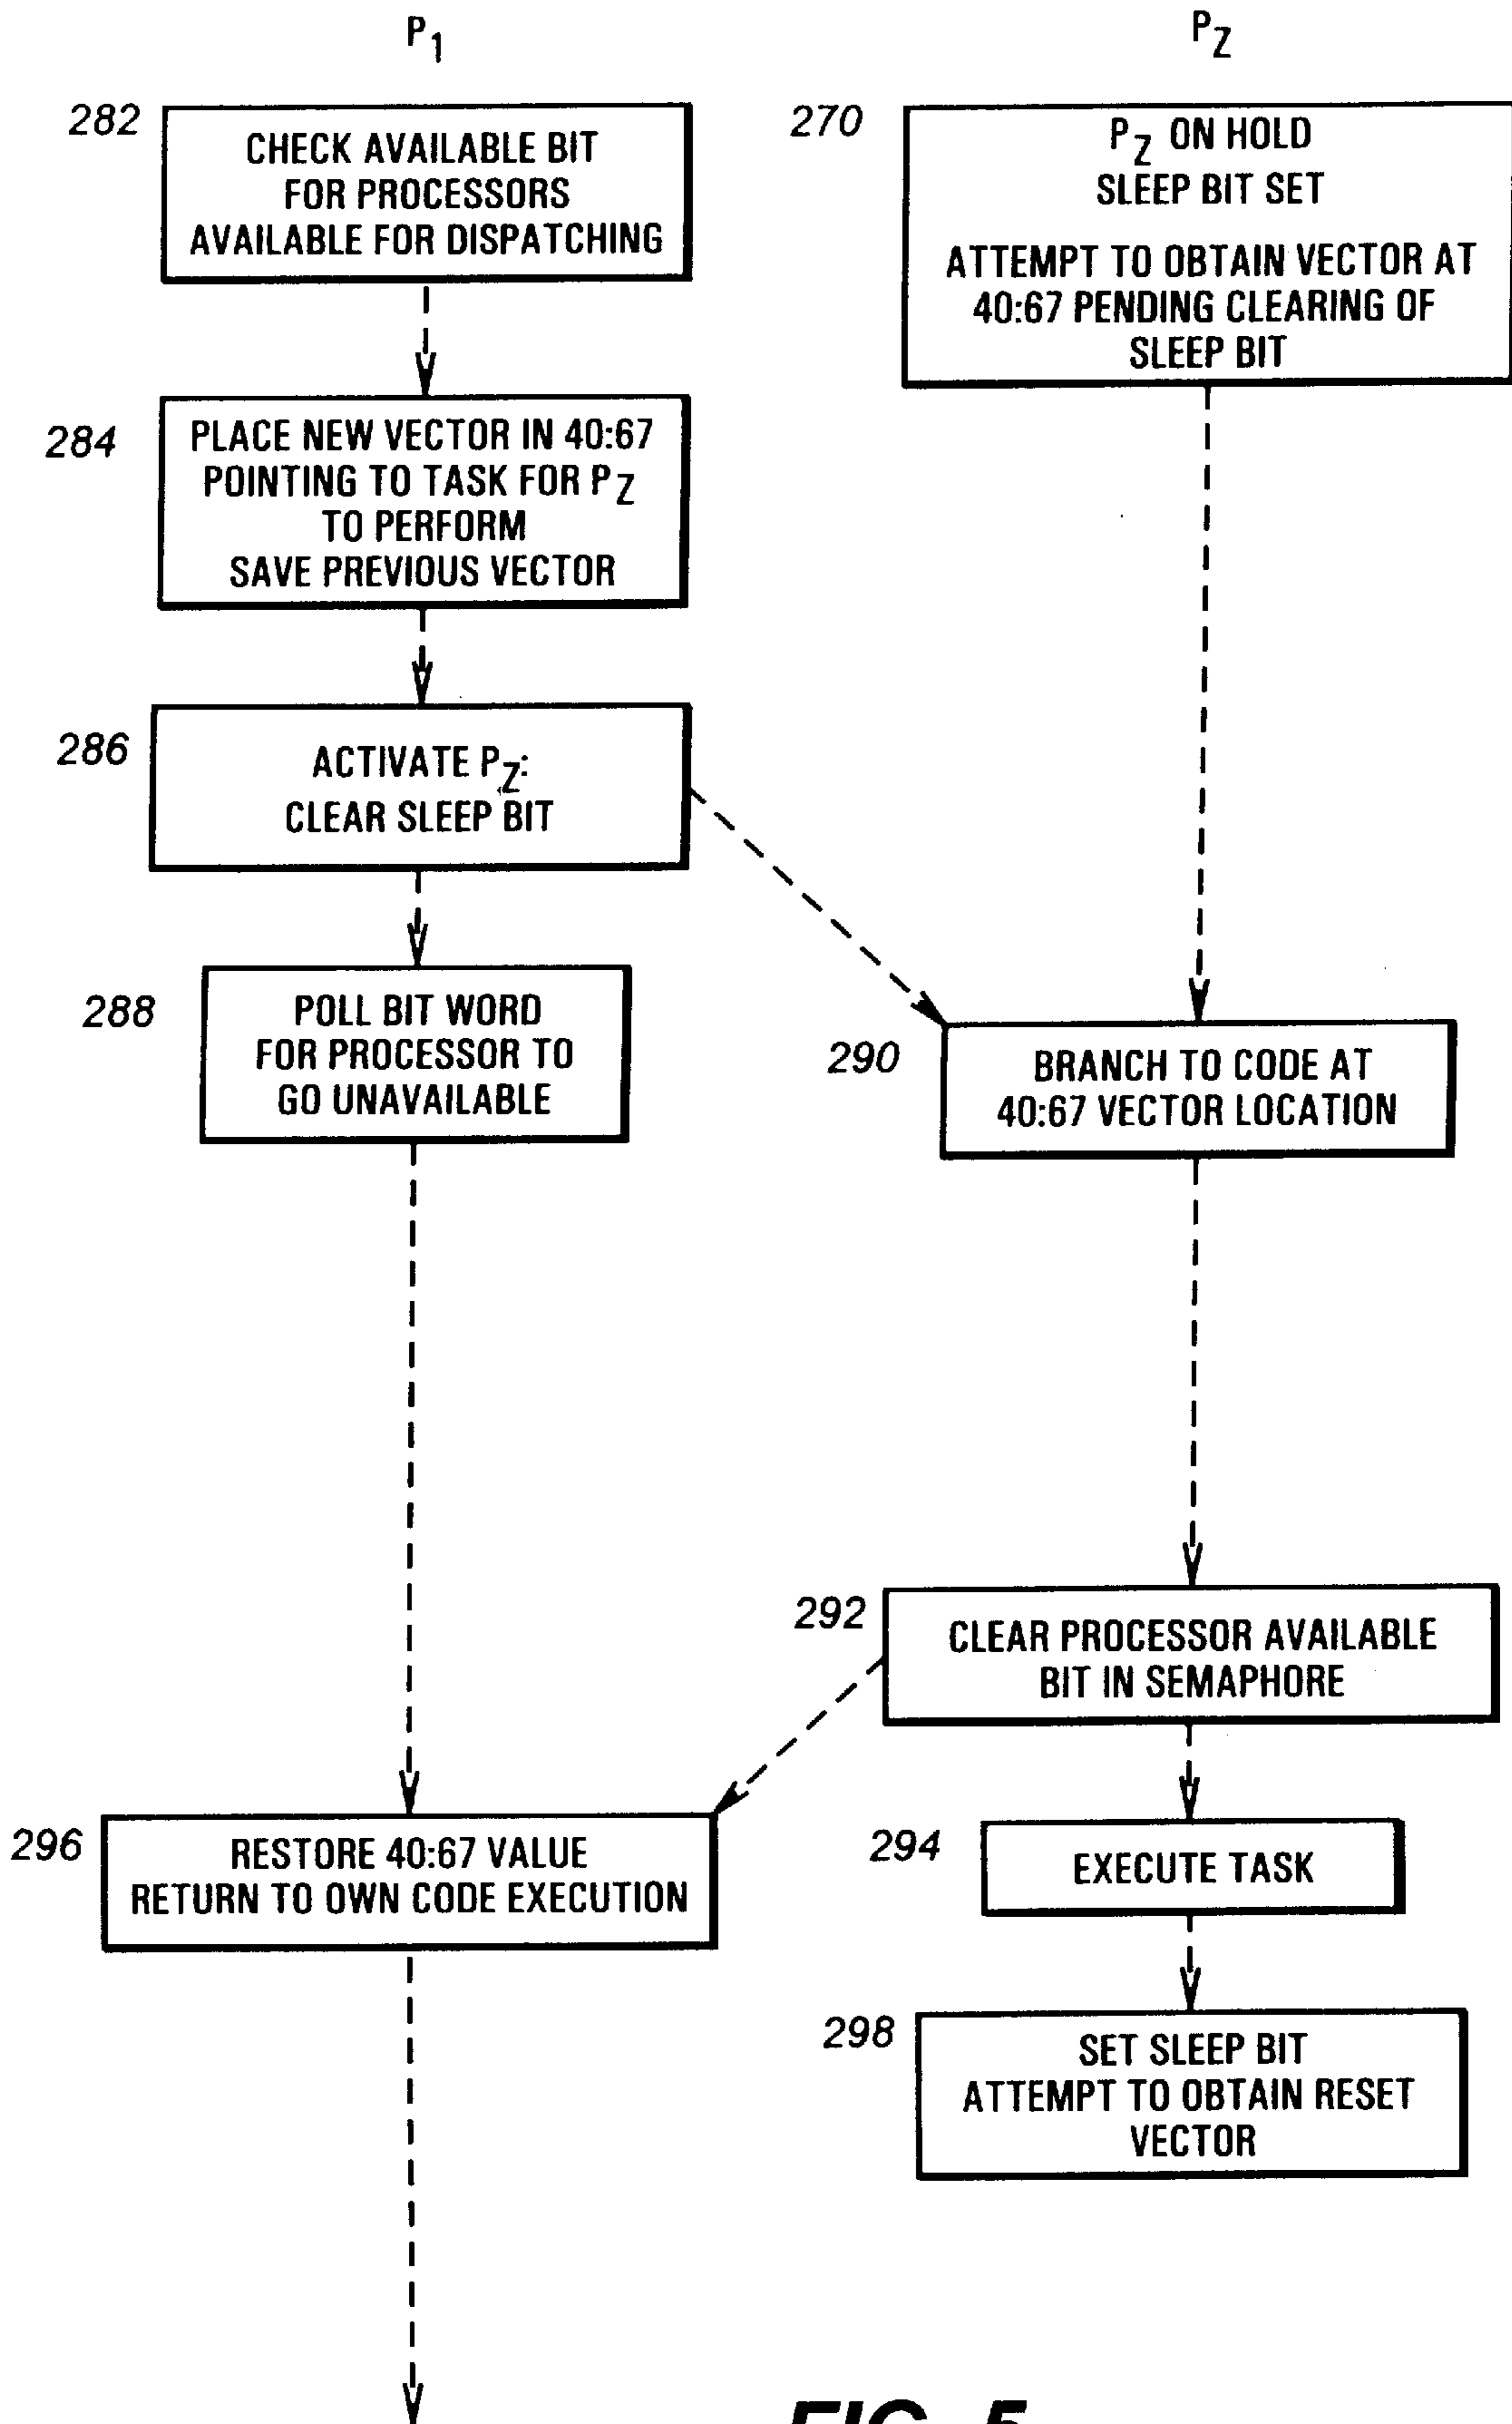 P1
PZ
282
CHECK AVAILABLE BIT
FOR PROCESSORS
AVAILABLE FOR DISPATCHING
270
PZ ON HOLD
SLEEP BIT SET
ATTEMPT TO OBTAIN VECTOR AT
40:67 PENDING CLEARING OF
SLEEP BIT
284
PLACE NEW VECTOR IN 40:67
POINTING TO TASK FOR PZ
TO PERFORM
SAVE PREVIOUS VECTOR
286
ACTIVATE PZ:
CLEAR SLEEP BIT
288
POLL BIT WORD
FOR PROCESSOR TO
GO UNAVAILABLE
290
BRANCH TO CODE AT
40:67 VECTOR LOCATION
292
CLEAR PROCESSOR AVAILABLE
BIT IN SEMAPHORE
296
RESTORE 40:67 VALUE
RETURN TO OWN CODE EXECUTION
294
EXECUTE TASK
298
SET SLEEP BIT
ATTEMPT TO OBTAIN RESET
VECTOR
FIG. 5